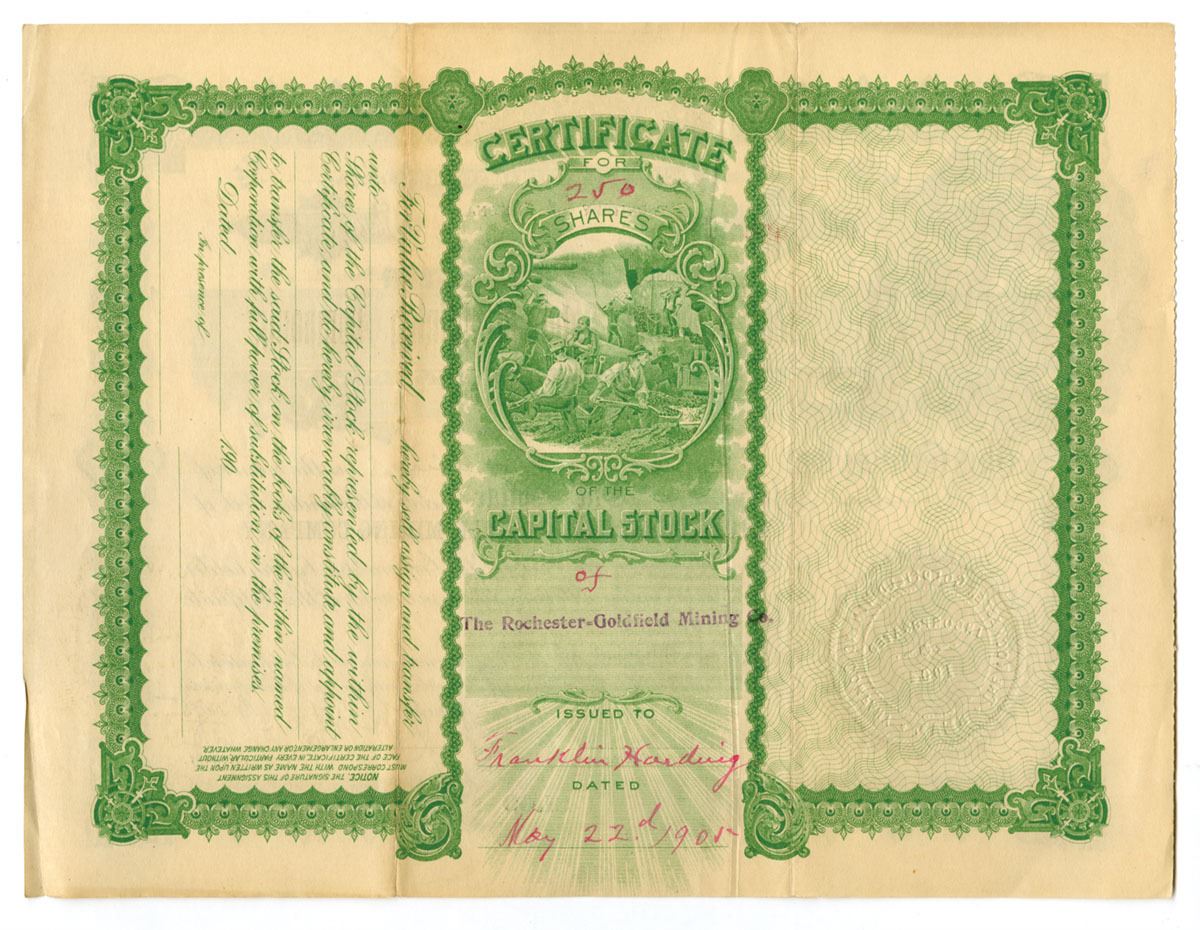 CERTIFICATE
FOR
250
SHARES
OF THE
CAPITAL STOCK
of
The Rochester-Goldfield Mining Co.
ISSUED TO
Franklin Harding
DATED
May 22d 1905
For Value Received, hereby sell, assign and transfer
unto
Shares of the Capital Stock represented by the within
Certificate, and do hereby irrevocably constitute and appoint
to transfer the said Stock on the books of the within named
Corporation with full power of substitution in the premises.
Dated 190
In presence of
NOTICE. THE SIGNATURE OF THIS ASSIGNMENT
MUST CORRESPOND WITH THE NAME AS WRITTEN UPON THE
FACE OF THE CERTIFICATE, IN EVERY PARTICULAR, WITHOUT
ALTERATION OR ENLARGEMENT, OR ANY CHANGE WHATEVER.